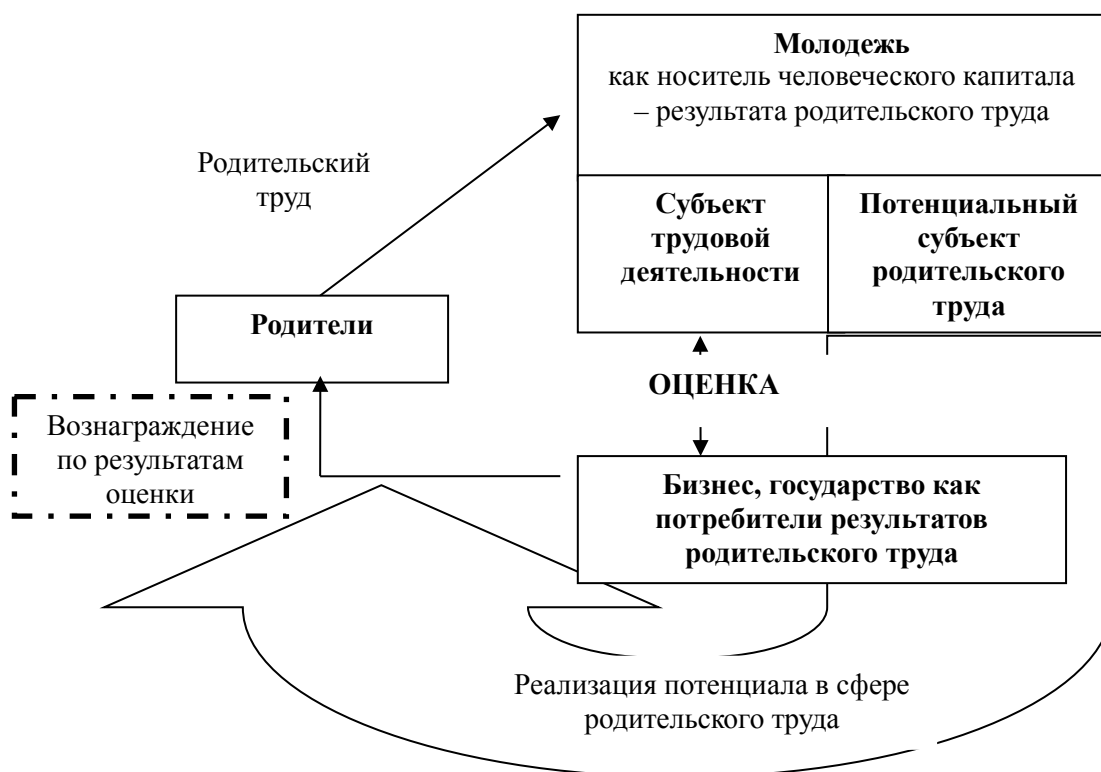 Молодежь
как носитель человеческого капитала
– результата родительского труда
Родительский
труд
Субъект
трудовой
деятельности
Потенциальный
субъект
родительского
труда
Родители
ОЦЕНКА
Вознаграждение
по результатам
оценки
Бизнес, государство как
потребители результатов
родительского труда
Реализация потенциала в сфере
родительского труда